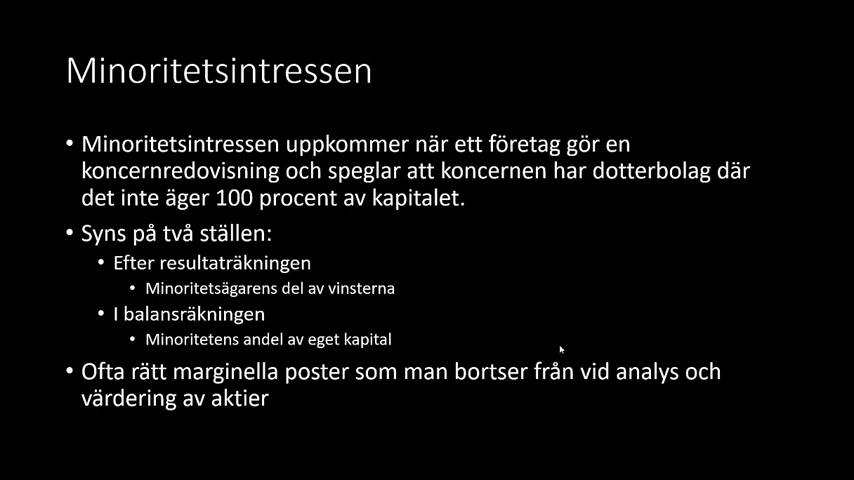 Minoritetsintressen
• Minoritetsintressen uppkommer när ett företag gör en
koncernredovisning och speglar att koncernen har dotterbolag där
det inte äger 100 procent av kapitalet.
• Syns på två ställen:
• Efter resultaträkningen
• Minoritetsägarens del av vinsterna
• I balansräkningen
• Minoritetens andel av eget kapital
• Ofta rätt marginella poster som man bortser från vid analys och
värdering av aktier